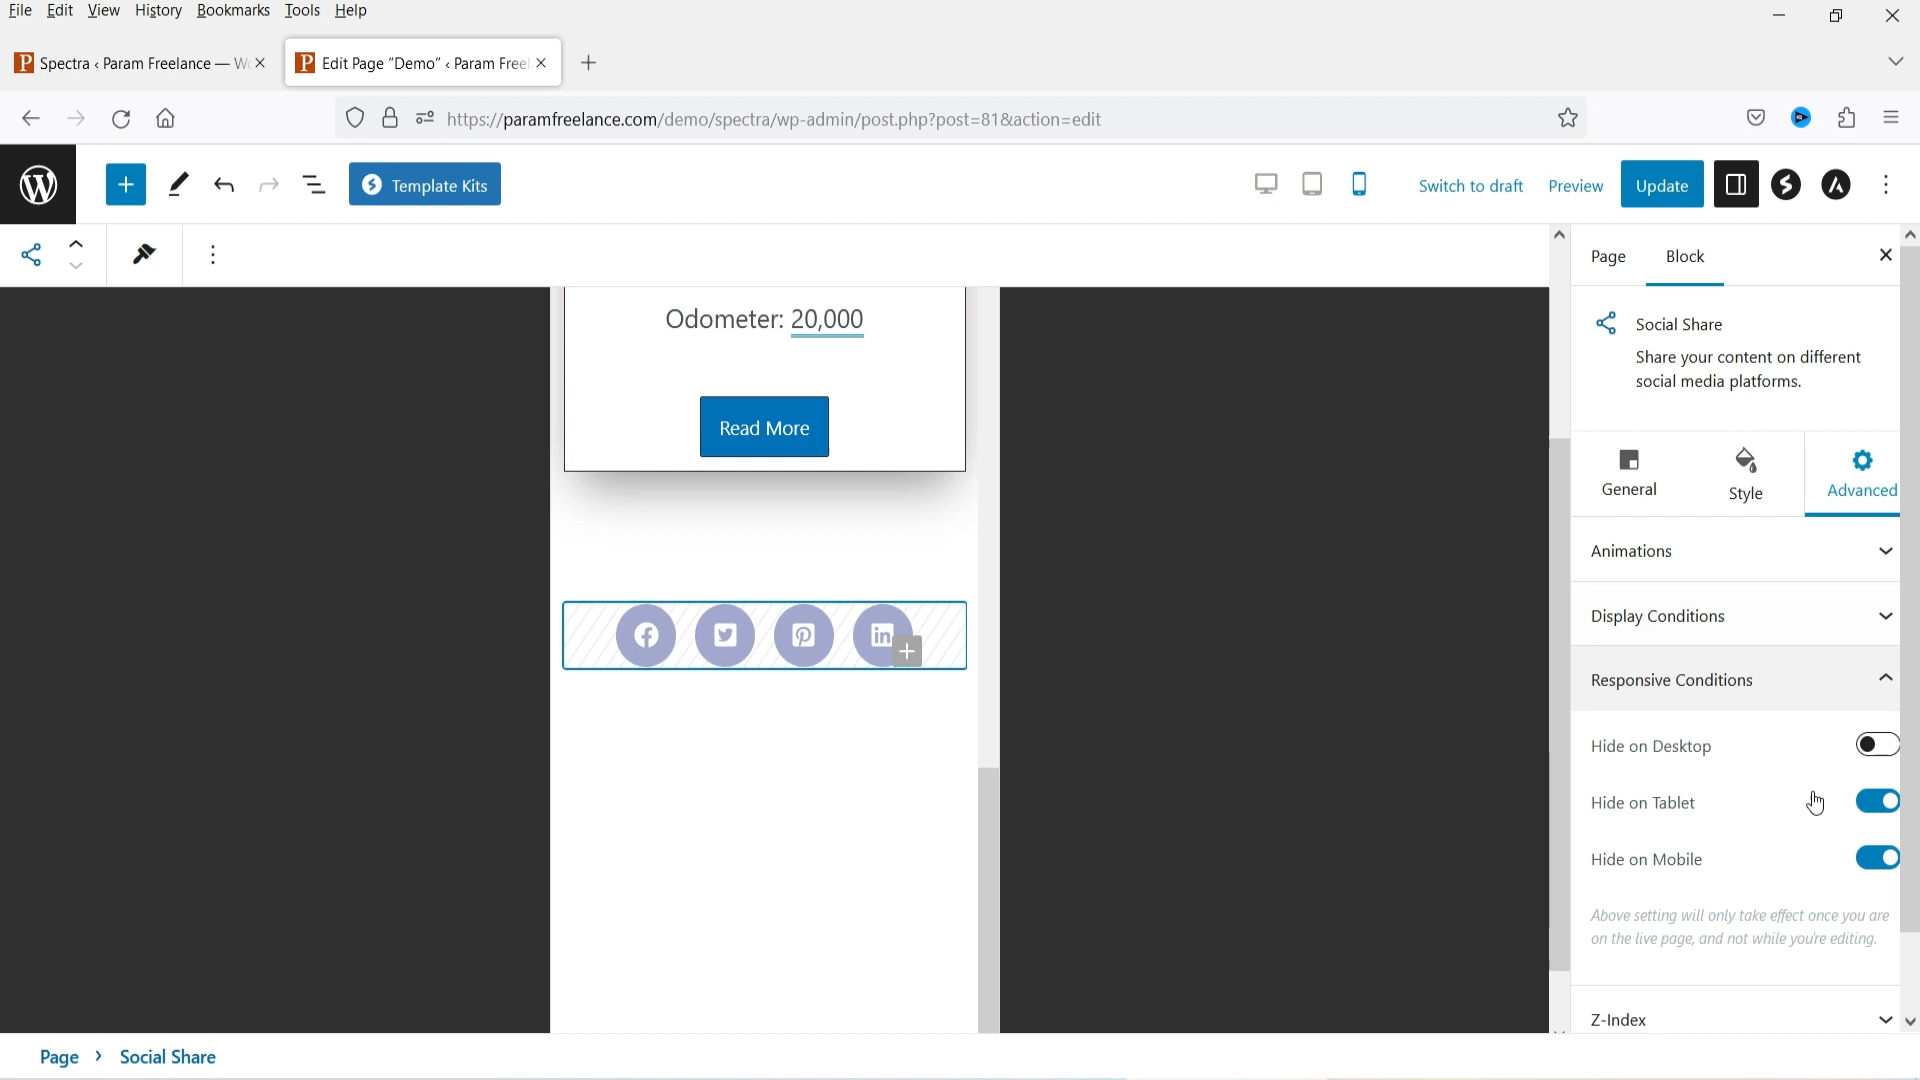 File Edit View History Bookmarks Tools Help
Spectra ‹ Param Freelance — Wo
Edit Page "Demo" ‹ Param Free
https://paramfreelance.com/demo/spectra/wp-admin/post.php?post=81&action=edit
Template Kits
Switch to draft Preview Update
Page Block
Social Share
Share your content on different
social media platforms.
General Style Advanced
Animations
Display Conditions
Responsive Conditions
Hide on Desktop
Hide on Tablet
Hide on Mobile
Above setting will only take effect once you are
on the live page, and not while you're editing.
Z-Index
Odometer: 20,000
Read More
Page › Social Share